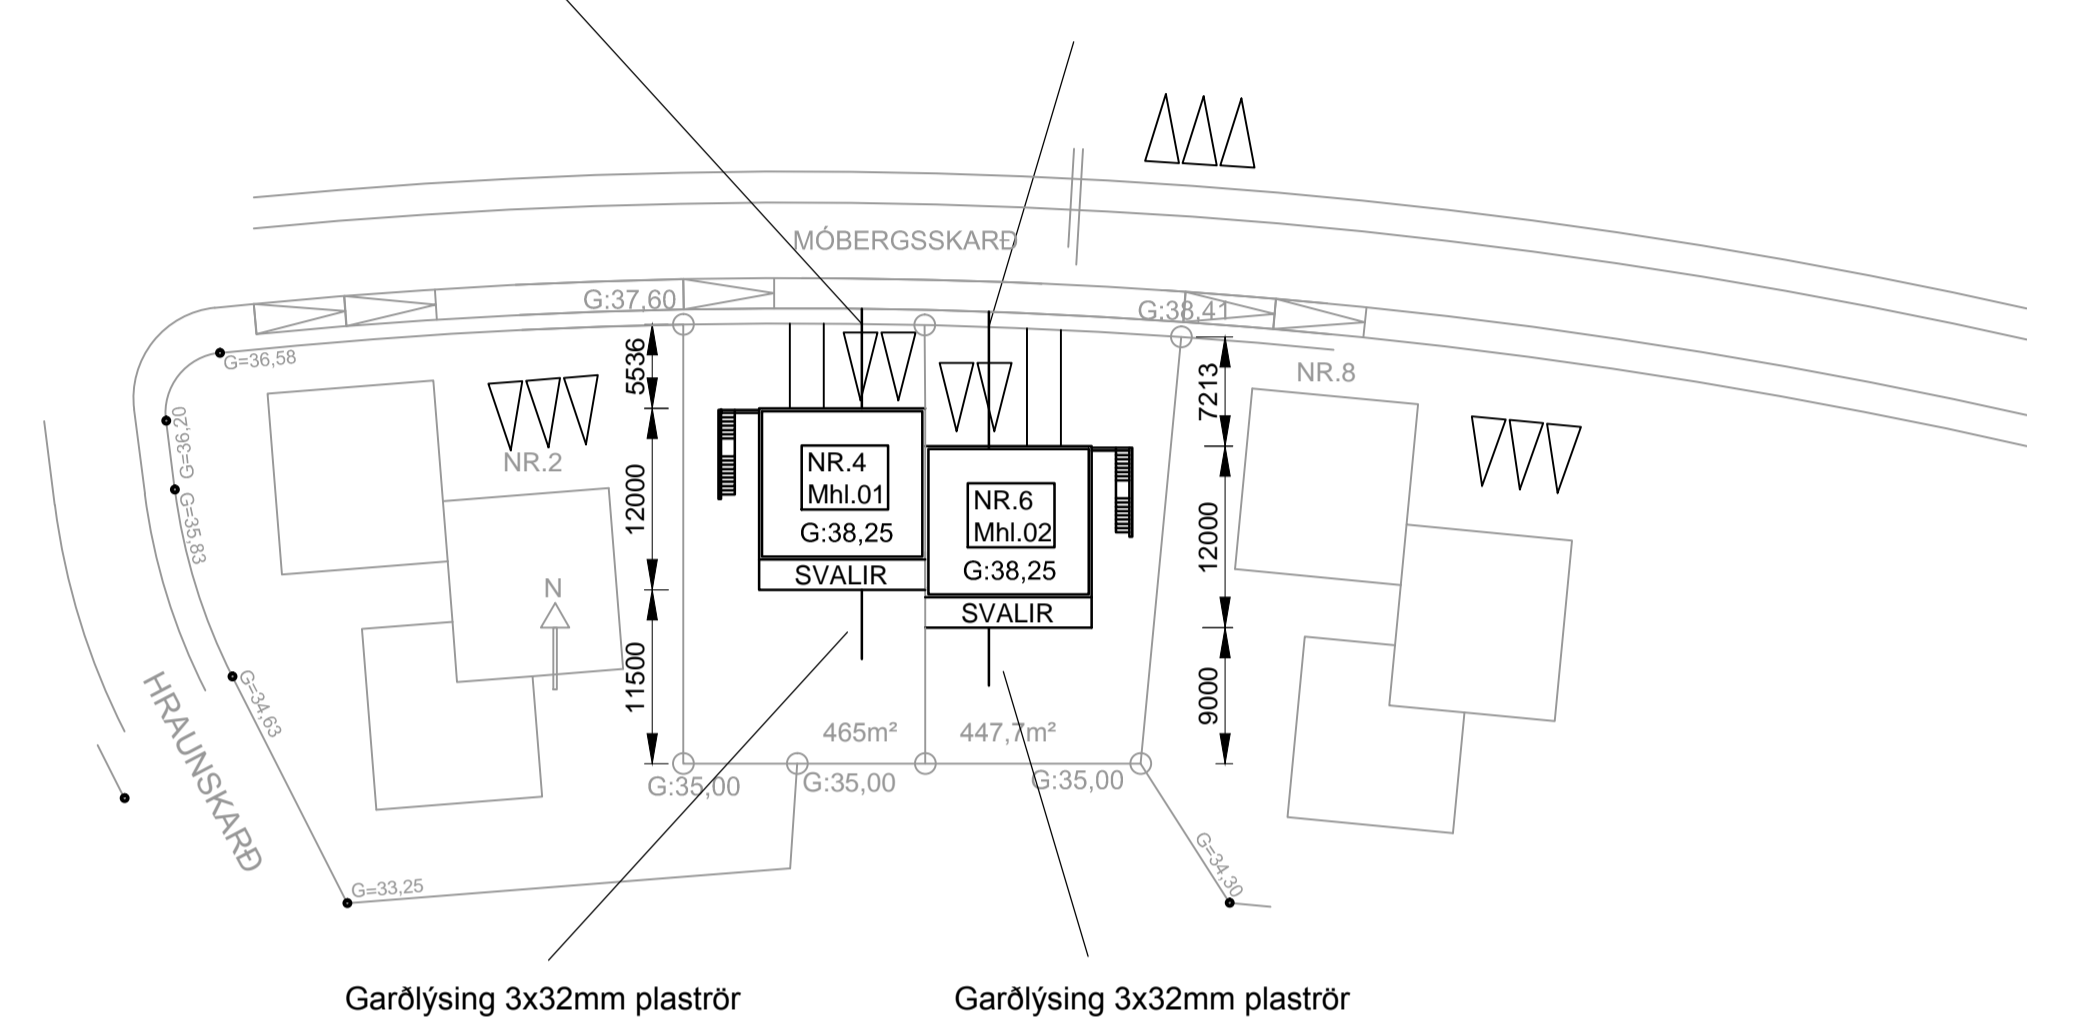 MÓBERGSSKARÐ
G:37,60
G:38,41
G=36,58
5536
7213
NR.8
G=36,20
NR.2
NR.4
Mhl.01
G:38,25
12000
G=35,83
NR.6
Mhl.02
G:38,25
12000
SVALIR
SVALIR
N
11500
9000
G=34,63
HRAUNSKARÐ
465m²
447,7m²
G:35,00
G:35,00
G:35,00
G=33,25
G=34,30
Garðlýsing 3x32mm plaströr
Garðlýsing 3x32mm plaströr